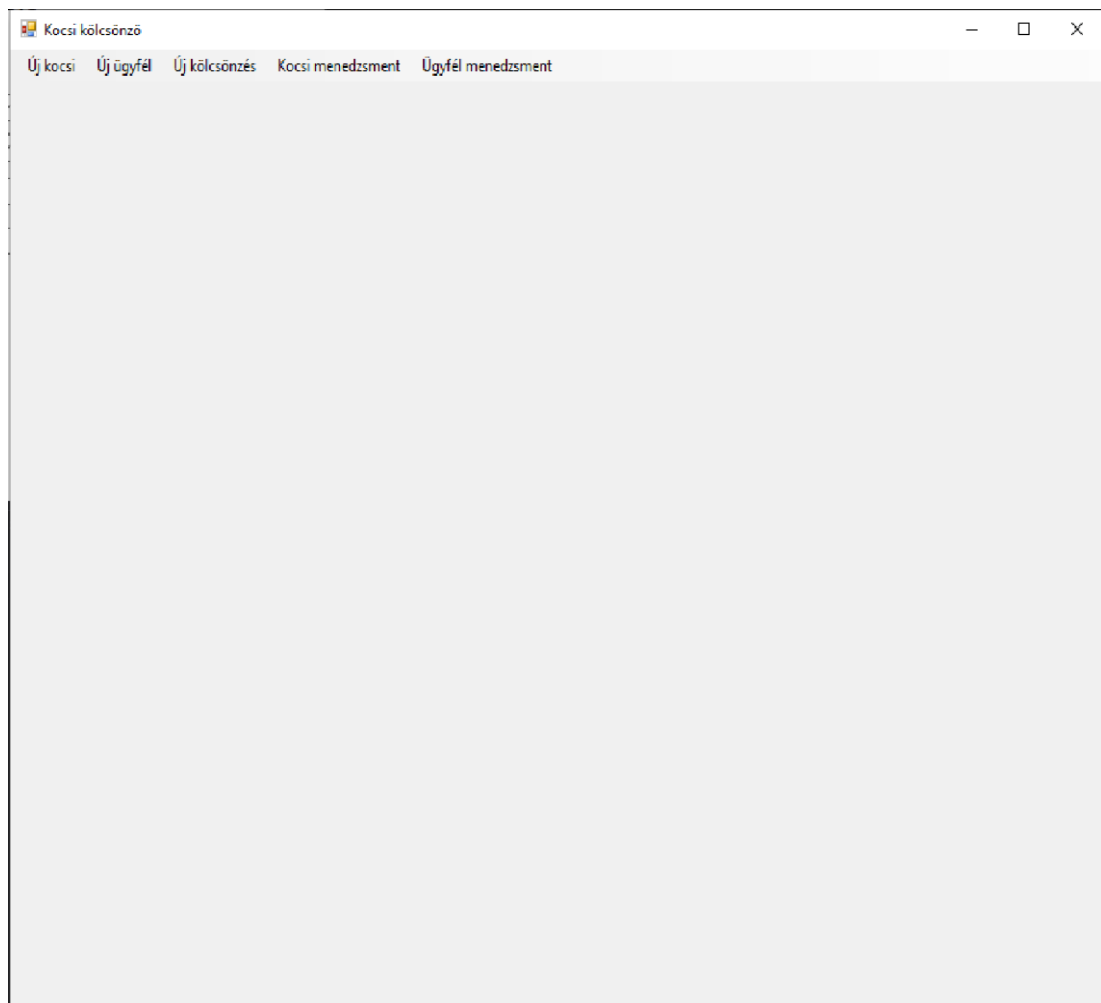 Kocsi kölcsönző
Új kocsi Új ügyfél Új kölcsönzés Kocsi menedzsment Ügyfél menedzsment